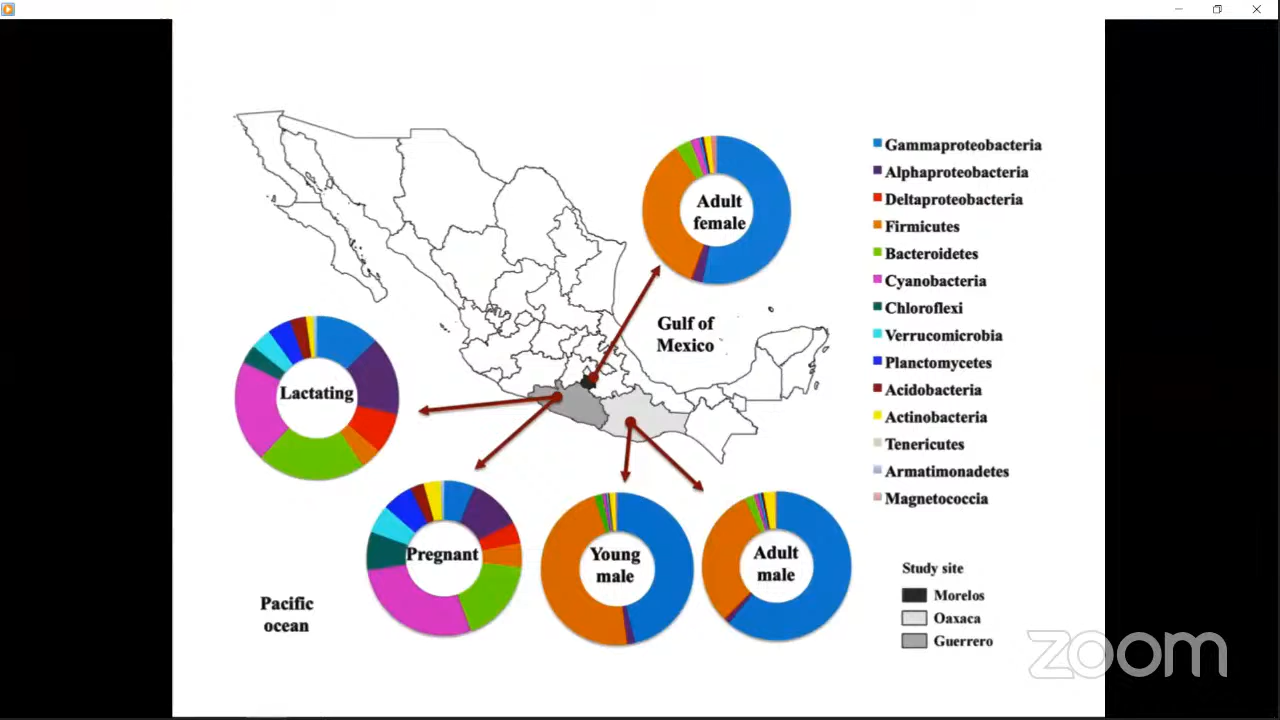 Adult
female
Gulf of
Mexico
Lactating
Pregnant
Young
male
Adult
male
Pacific
ocean
Gammaproteobacteria
Alphaproteobacteria
Deltaproteobacteria
Firmicutes
Bacteroidetes
Cyanobacteria
Chloroflexi
Verrucomicrobia
Planctomycetes
Acidobacteria
Actinobacteria
Tenericutes
Armatimonadetes
Magnetococcia
Study site
Morelos
Oaxaca
Guerrero
zoom